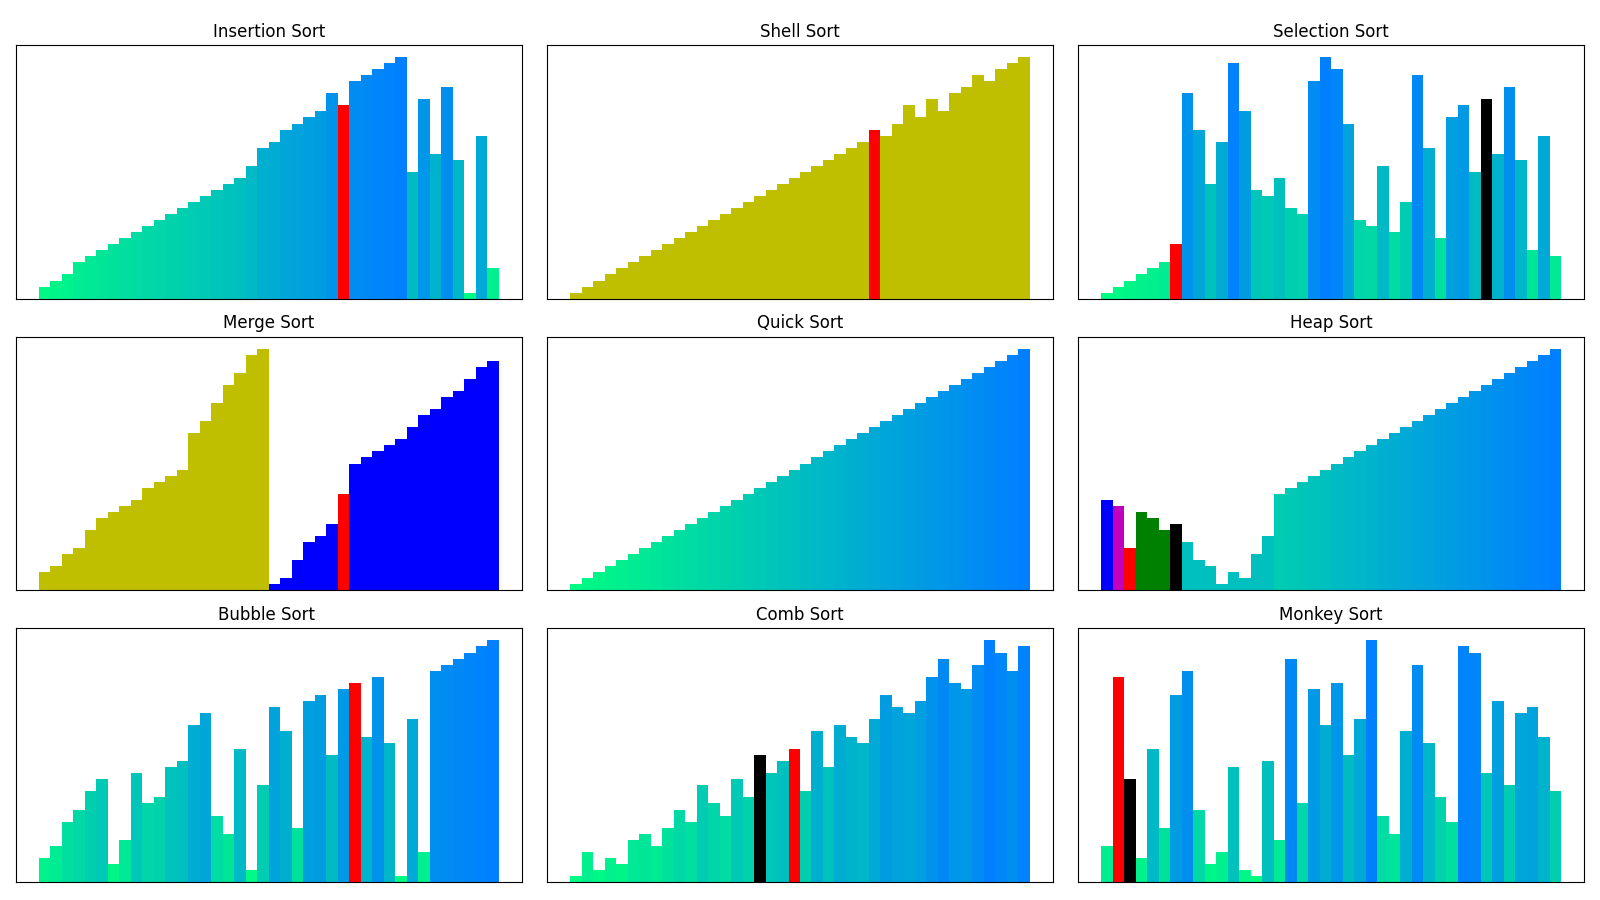 Insertion Sort
Shell Sort
Selection Sort
Merge Sort
Quick Sort
Heap Sort
Bubble Sort
Comb Sort
Monkey Sort